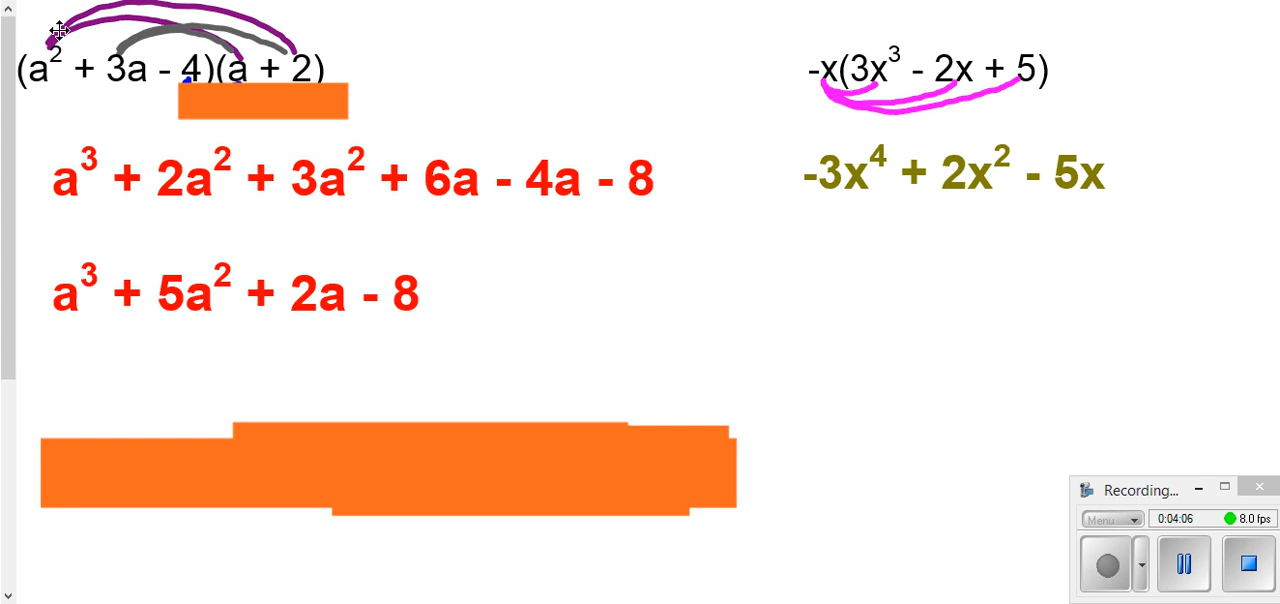 (a² + 3a - 4)(a + 2)
a³ + 2a² + 3a² + 6a - 4a - 8
a³ + 5a² + 2a - 8
-x(3x³ - 2x + 5)
-3x⁴ + 2x² - 5x
Recording...
Menu
0:04:06
8.0 fps